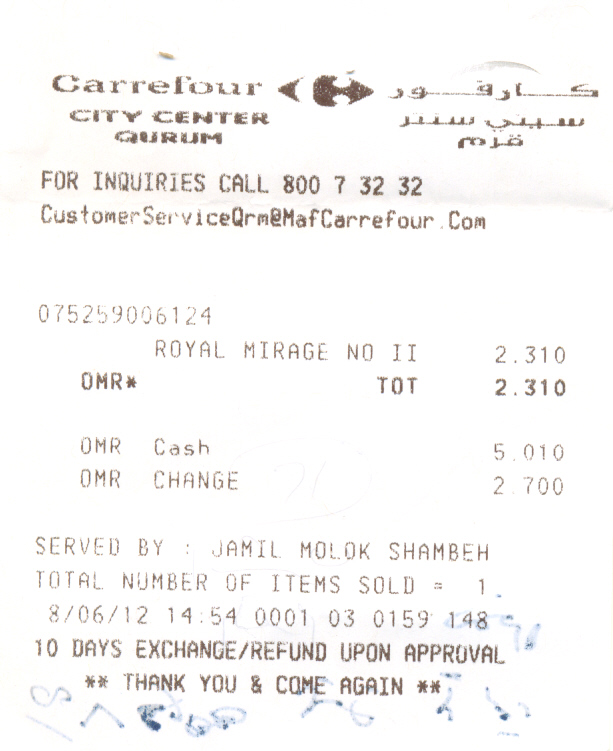 Carrefour كارفور
CITY CENTER سيتي سنتر
QURUM قرم
FOR INQUIRIES CALL 800 7 32 32
CustomerServiceQrm@MafCarrefour.Com
075259006124
ROYAL MIRAGE NO II 2.310
OMR* TOT 2.310
OMR Cash 5.010
OMR CHANGE 2.700
SERVED BY : JAMIL MOLOK SHAMBEH
TOTAL NUMBER OF ITEMS SOLD = 1.
8/06/12 14:54 0001 03 0159 148
10 DAYS EXCHANGE/REFUND UPON APPROVAL
** THANK YOU & COME AGAIN **